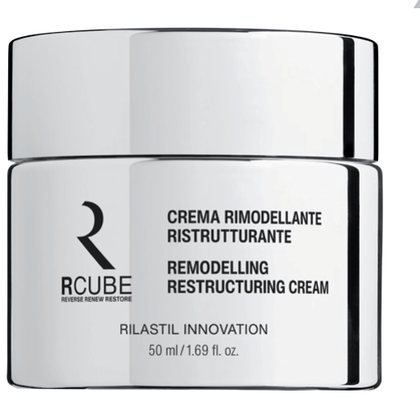 R
RCUBE
REVERSE RENEW RESTORE
CREMA RIMODELLANTE
RISTRUTTURANTE
REMODELLING
RESTRUCTURING CREAM
RILASTIL INNOVATION
50 ml/1.69 fl. oz.